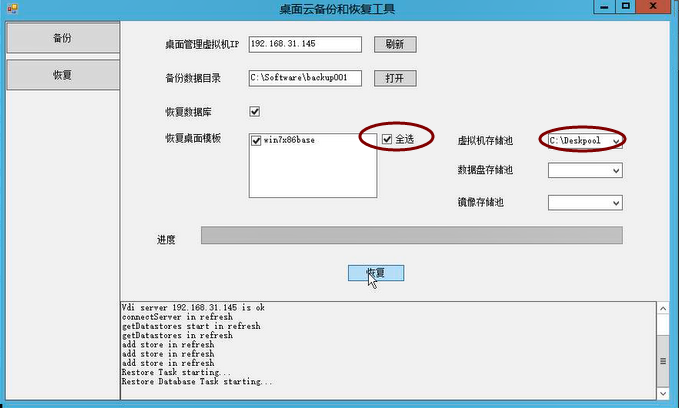 桌面云备份和恢复工具
备份
恢复
桌面管理虚拟机IP 192.168.31.145 刷新
备份数据目录 C:\Software\backup001 打开
恢复数据库
恢复桌面模板 win7x86base 全选 虚拟机存储池 C:\Deskpool
数据盘存储池
镜像存储池
进度
恢复
Vdi server 192.168.31.145 is ok
connectServer in refresh
getDatastores start in refresh
getDatastores in refresh
add store in refresh
add store in refresh
add store in refresh
Restore Task starting...
Restore Database Task starting...